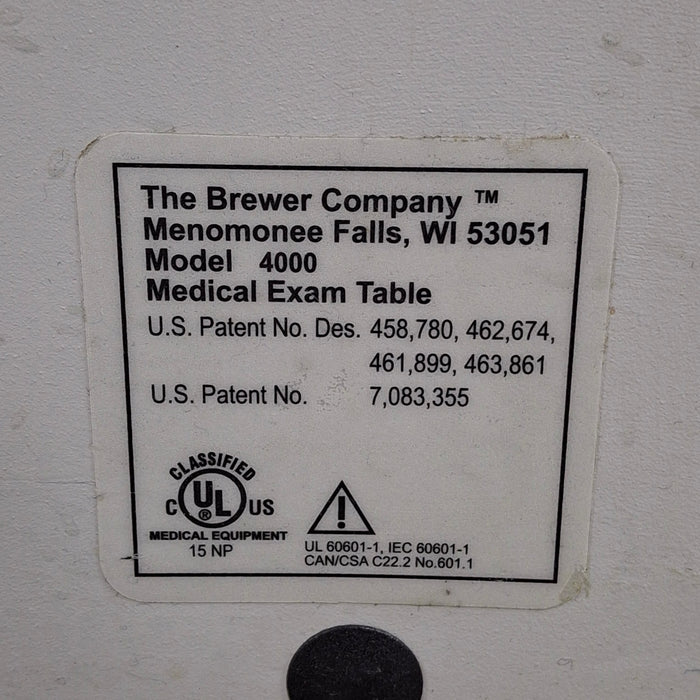 The Brewer Company ™
Menomonee Falls, WI 53051
Model 4000
Medical Exam Table
U.S. Patent No. Des. 458,780, 462,674,
461,899, 463,861
U.S. Patent No. 7,083,355
CLASSIFIED
C UL ® US
MEDICAL EQUIPMENT
15 NP
!
UL 60601-1, IEC 60601-1
CAN/CSA C22.2 No.601.1